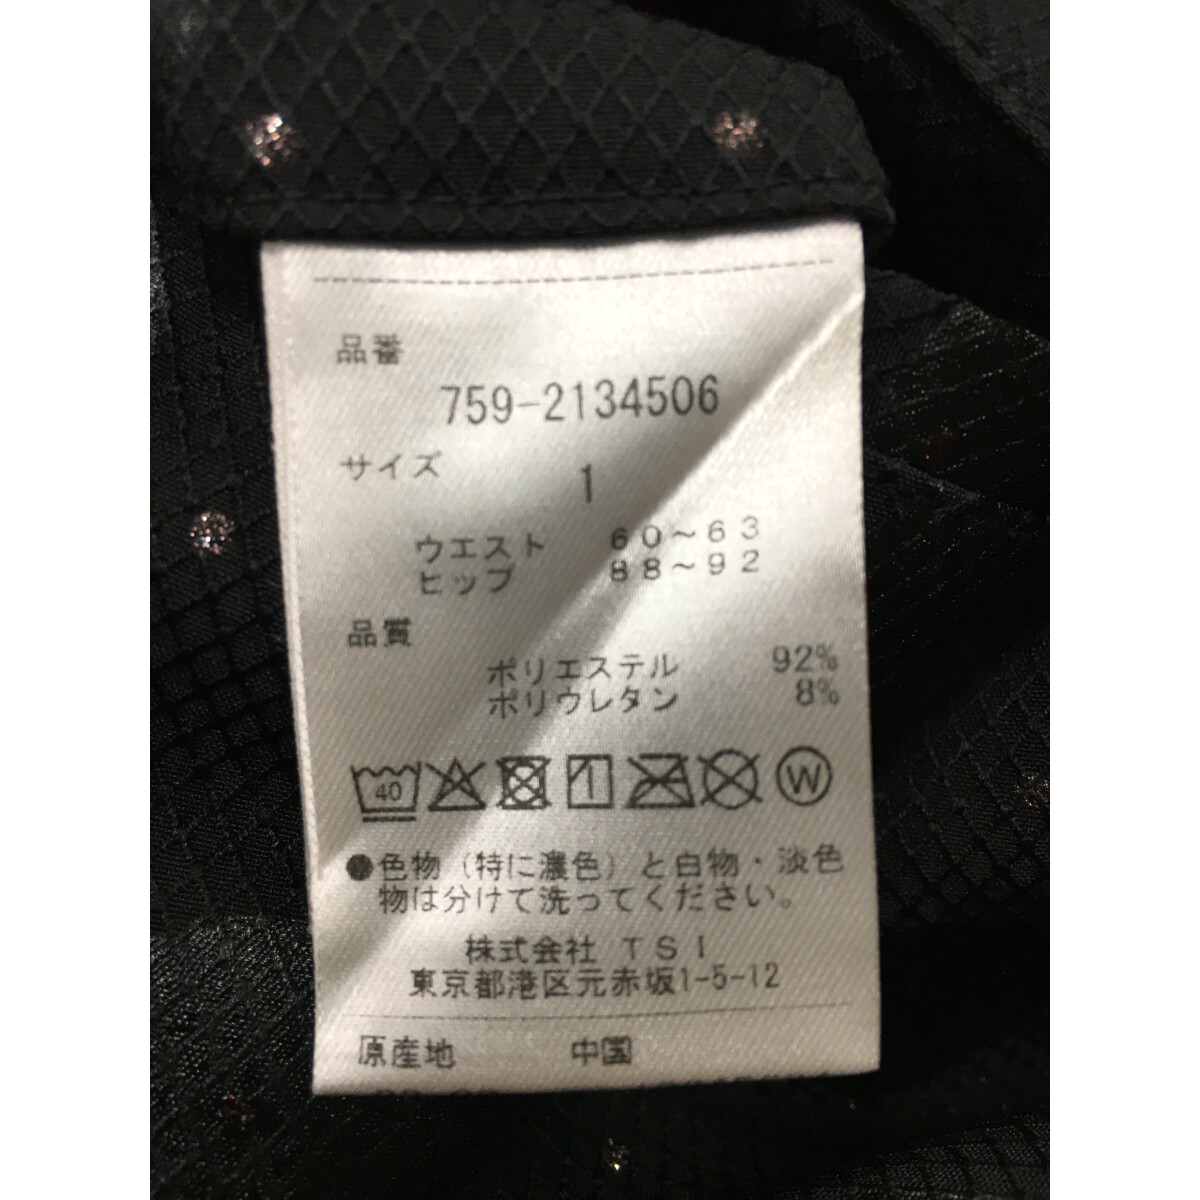 品番
759-2134506
サイズ 1
ウエスト 60～63
ヒップ 88～92
品質
ポリエステル 92%
ポリウレタン 8%
40 W
●色物(特に濃色)と白物・淡色
物は分けて洗ってください。
株式会社 TSI
東京都港区元赤坂1-5-12
原産地 中国